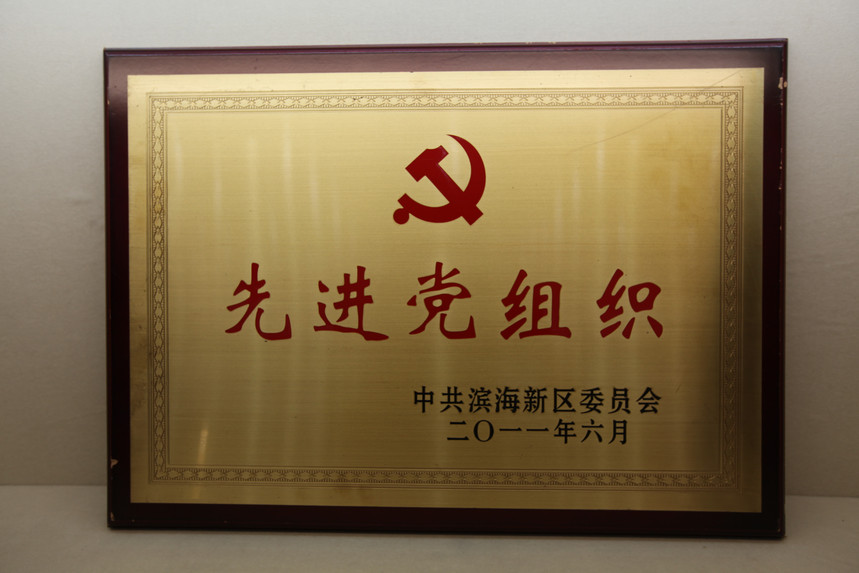 先进党组织
中共滨海新区委员会
二〇一一年六月